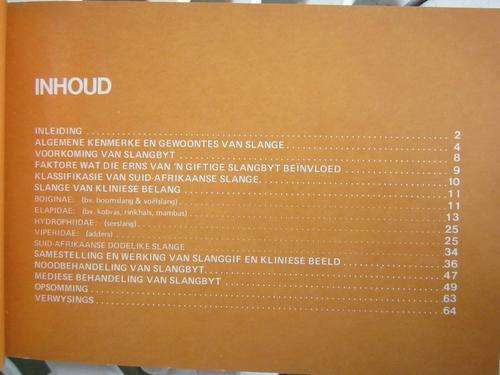 INHOUD
INLEIDING 2
ALGEMENE KENMERKE EN GEWOONTES VAN SLANGE 4
VOORKOMING VAN SLANGBYT 8
FAKTORE WAT DIE ERNS VAN 'N GIFTIGE SLANGBYT BEÏNVLOED 9
KLASSIFIKASIE VAN SUID-AFRIKAANSE SLANGE 10
SLANGE VAN KLINIESE BELANG 11
BOIGINAE: (bv. boomslang & voëlslang) 11
ELAPIDAE: (bv. kobras, rinkhals, mambas) 13
HYDROPHIIDAE: (seeslang) 25
VIPERIDAE: (adders) 25
SUID-AFRIKAANSE DODELIKE SLANGE 34
SAMESTELLING EN WERKING VAN SLANGGIF EN KLINIESE BEELD 36
NOODBEHANDELING VAN SLANGBYT 47
MEDIESE BEHANDELING VAN SLANGBYT 49
OPSOMMING 63
VERWYSINGS 64